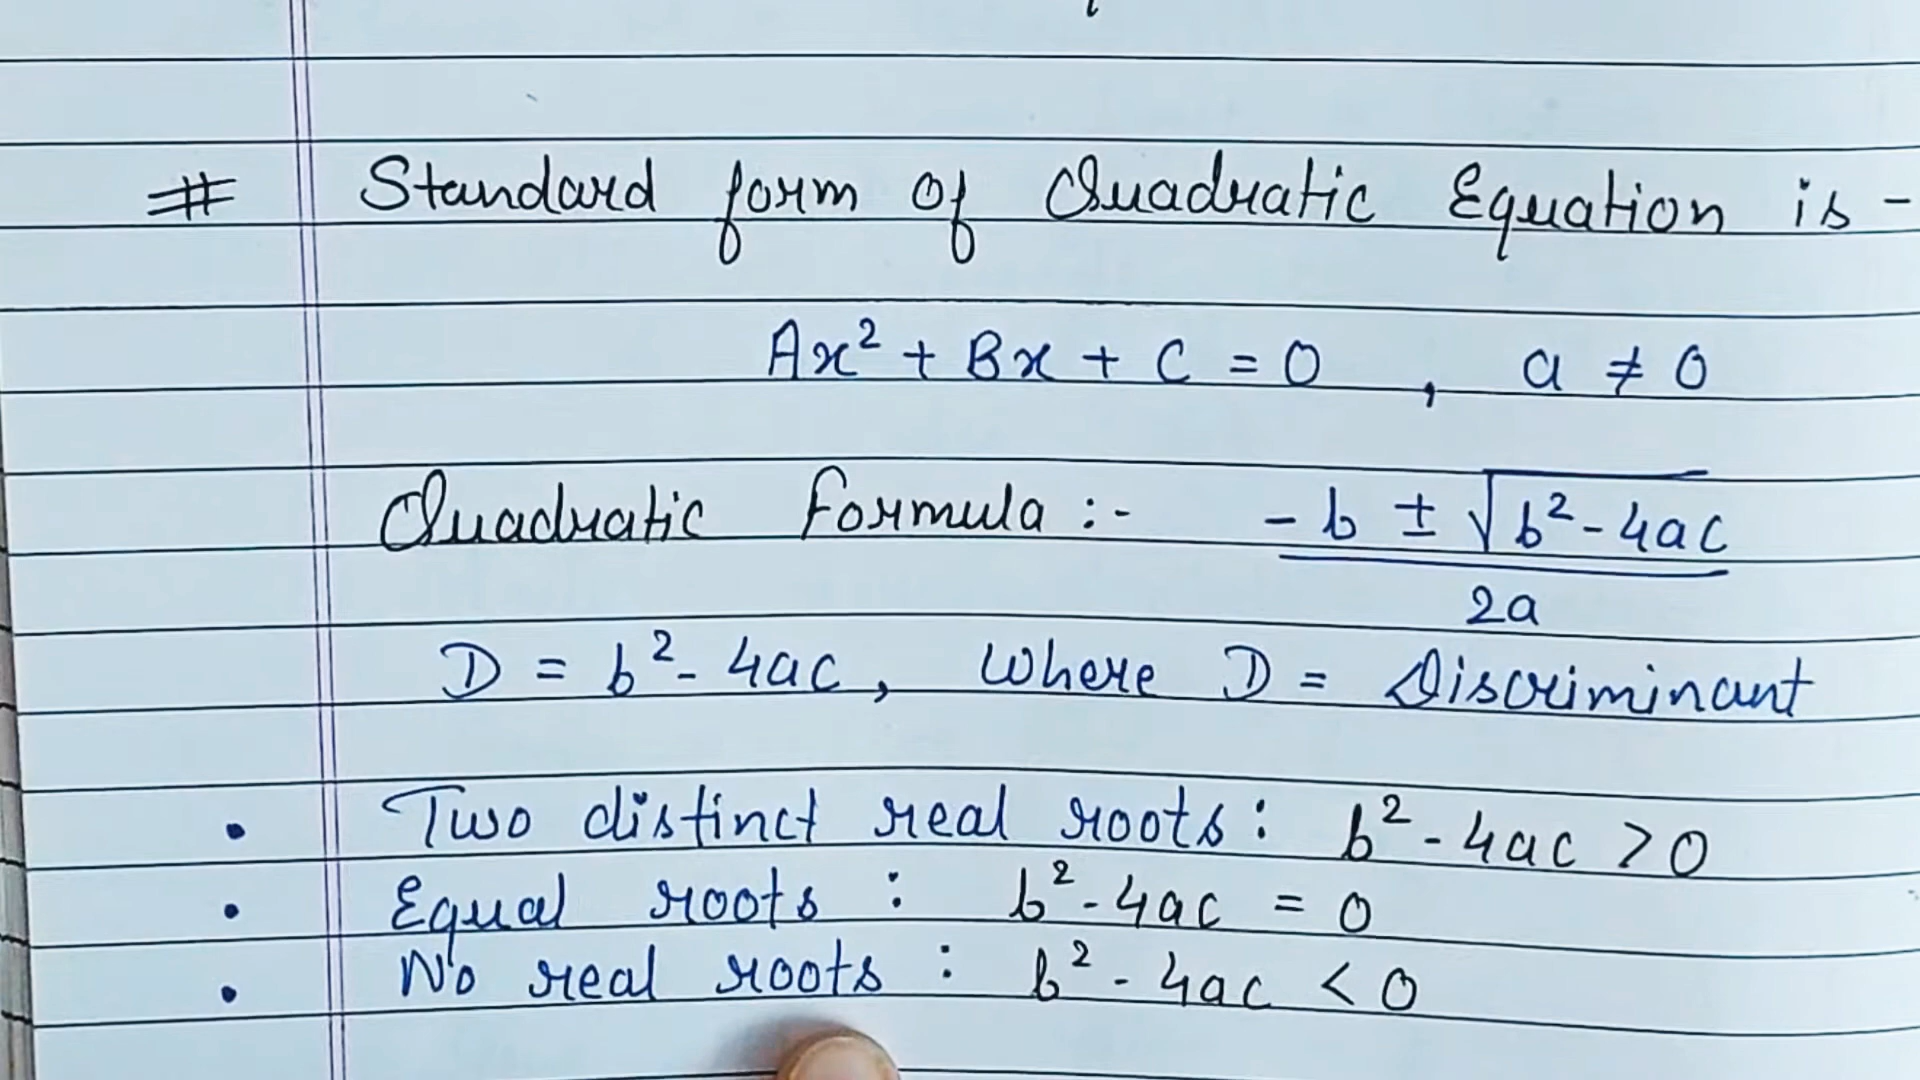 # Standard form of Quadratic Equation is -
Ax² + Bx + C = 0 , a ≠ 0
Quadratic Formula :- -b ± √b² - 4ac
2a
D = b² - 4ac, Where D = Discriminant
• Two distinct real roots : b² - 4ac > 0
• Equal roots : b² - 4ac = 0
• No real roots : b² - 4ac < 0